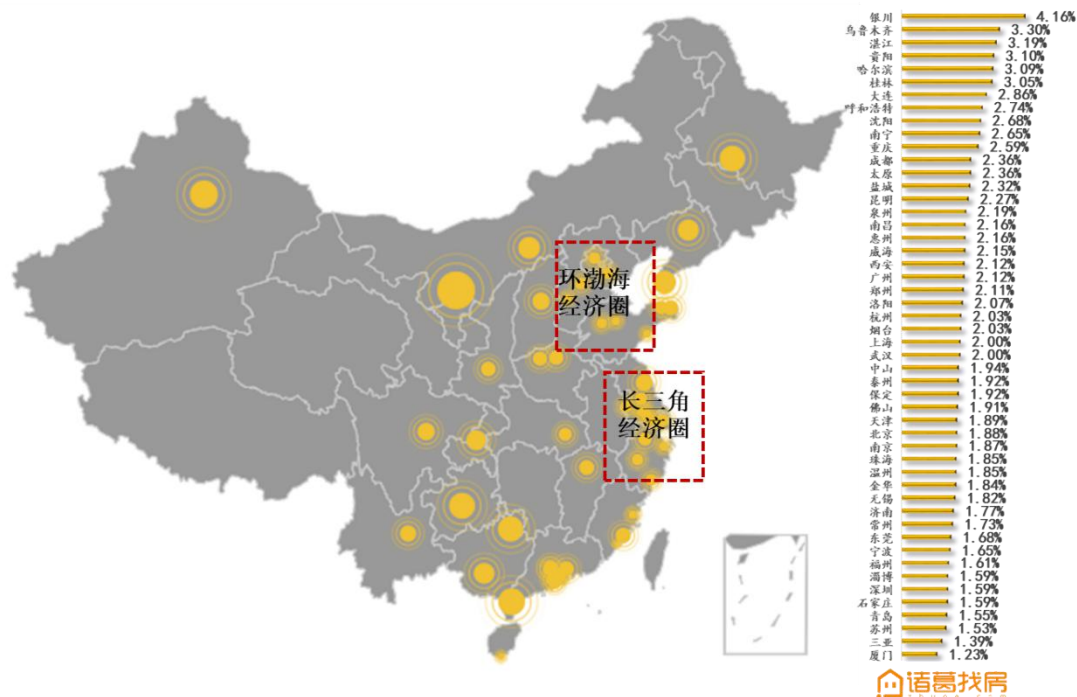 环渤海
经济圈
长三角
经济圈
银川 4.16%
乌鲁木齐 3.30%
湛江 3.19%
贵阳 3.10%
哈尔滨 3.09%
桂林 3.05%
大连 2.86%
呼和浩特 2.74%
沈阳 2.68%
南宁 2.65%
重庆 2.59%
成都 2.36%
太原 2.36%
盐城 2.32%
昆明 2.27%
泉州 2.19%
南昌 2.16%
惠州 2.16%
威海 2.15%
西安 2.12%
广州 2.12%
郑州 2.11%
洛阳 2.07%
杭州 2.03%
烟台 2.03%
上海 2.00%
武汉 2.00%
中山 1.94%
泰州 1.92%
保定 1.92%
佛山 1.91%
天津 1.89%
北京 1.88%
南京 1.87%
珠海 1.85%
温州 1.85%
金华 1.84%
无锡 1.82%
济南 1.77%
常州 1.73%
东莞 1.68%
宁波 1.65%
福州 1.61%
淄博 1.59%
深圳 1.59%
石家庄 1.59%
青岛 1.55%
苏州 1.53%
三亚 1.39%
厦门 1.23%
诸葛找房